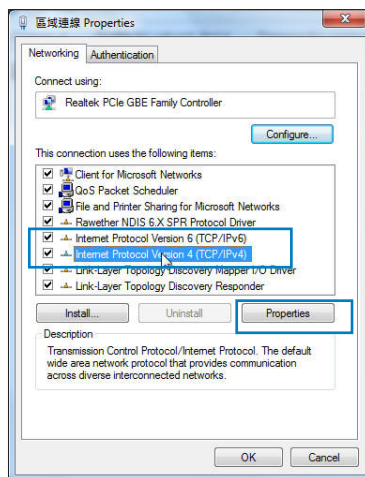 區域連線 Properties
Networking
Authentication
Connect using:
Realtek PCIe GBE Family Controller
Configure...
This connection uses the following items:
Client for Microsoft Networks
QoS Packet Scheduler
File and Printer Sharing for Microsoft Networks
Rawether NDIS 6.X SPR Protocol Driver
Internet Protocol Version 6 (TCP/IPv6)
Internet Protocol Version 4 (TCP/IPv4)
Link-Layer Topology Discovery Mapper I/O Driver
Link-Layer Topology Discovery Responder
Install...
Uninstall
Properties
Description
Transmission Control Protocol/Internet Protocol. The default
wide area network protocol that provides communication
across diverse interconnected networks.
OK
Cancel